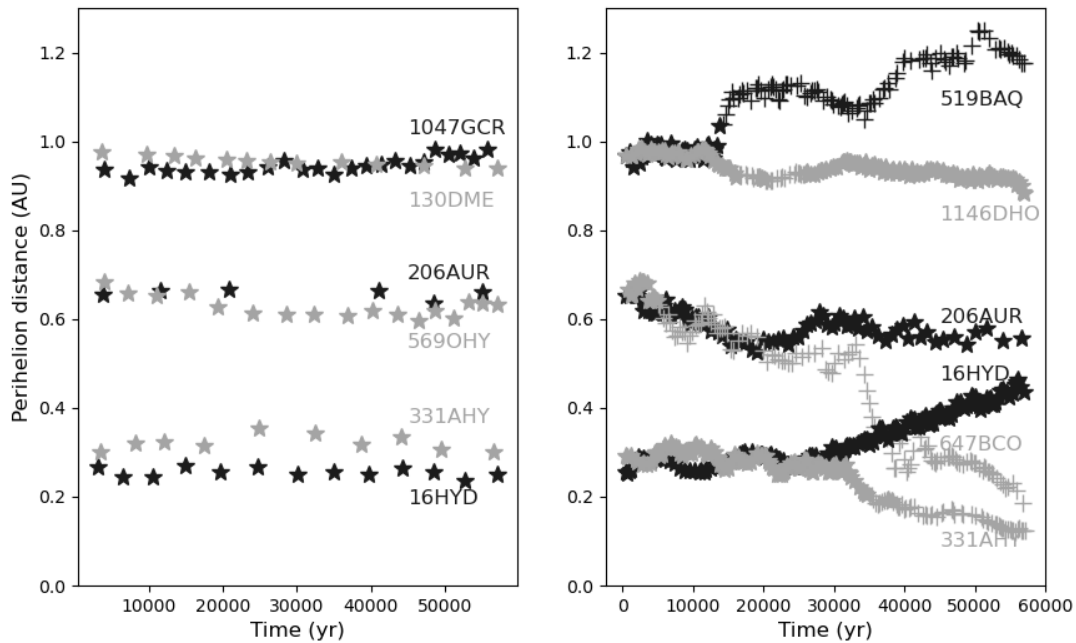 Perihelion distance (AU)
1.2
1.0
0.8
0.6
0.4
0.2
0.0
1047GCR
130DME
206AUR
569OHY
331AHY
16HYD
10000 20000 30000 40000 50000
Time (yr)
1.2
1.0
0.8
0.6
0.4
0.2
0.0
519BAQ
1146DHO
206AUR
16HYD
647BCO
331AHY
0 10000 20000 30000 40000 50000 60000
Time (yr)